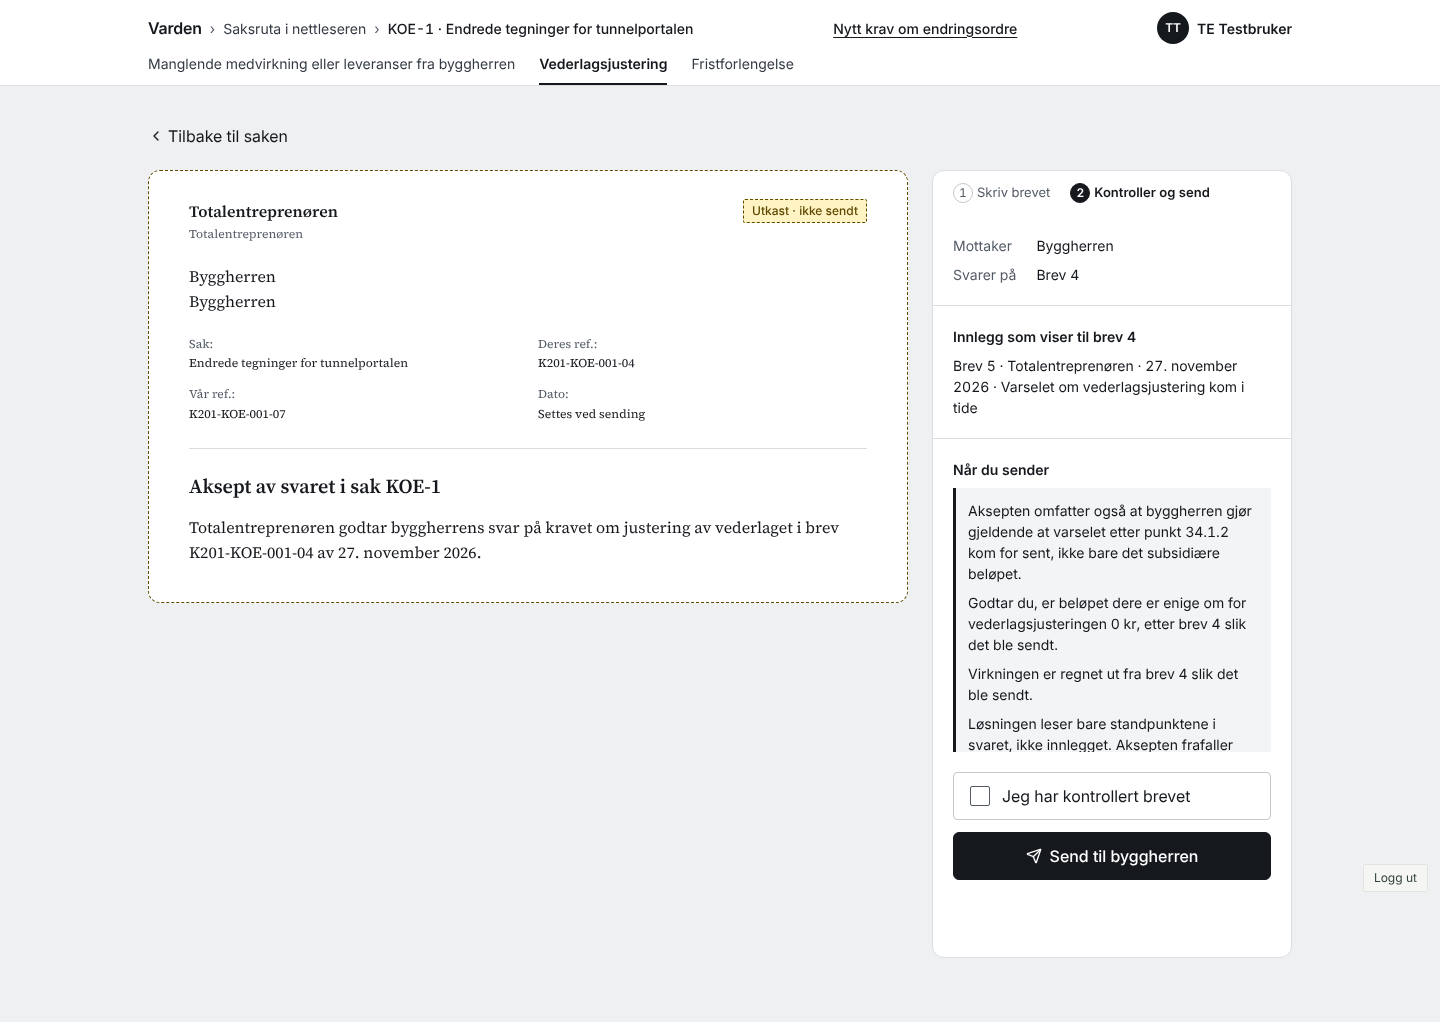 Varden › Saksruta i nettleseren › KOE-1 · Endrede tegninger for tunnelportalen
Nytt krav om endringsordre
TT TE Testbruker
Manglende medvirkning eller leveranser fra byggherren Vederlagsjustering Fristforlengelse
Tilbake til saken
Totalentreprenøren
Utkast · ikke sendt
Totalentreprenøren
Byggherren
Byggherren
Sak: Deres ref.:
Endrede tegninger for tunnelportalen K201-KOE-001-04
Vår ref.: Dato:
K201-KOE-001-07 Settes ved sending
Aksept av svaret i sak KOE-1
Totalentreprenøren godtar byggherrens svar på kravet om justering av vederlaget i brev
K201-KOE-001-04 av 27. november 2026.
1 Skriv brevet 2 Kontroller og send
Mottaker Byggherren
Svarer på Brev 4
Innlegg som viser til brev 4
Brev 5 · Totalentreprenøren · 27. november
2026 · Varselet om vederlagsjustering kom i
tide
Når du sender
Aksepten omfatter også at byggherren gjør
gjeldende at varselet etter punkt 34.1.2
kom for sent, ikke bare det subsidiære
beløpet.
Godtar du, er beløpet dere er enige om for
vederlagsjusteringen 0 kr, etter brev 4 slik
det ble sendt.
Virkningen er regnet ut fra brev 4 slik det
ble sendt.
Løsningen leser bare standpunktene i
svaret, ikke innlegget. Aksepten frafaller
Jeg har kontrollert brevet
Send til byggherren
Logg ut